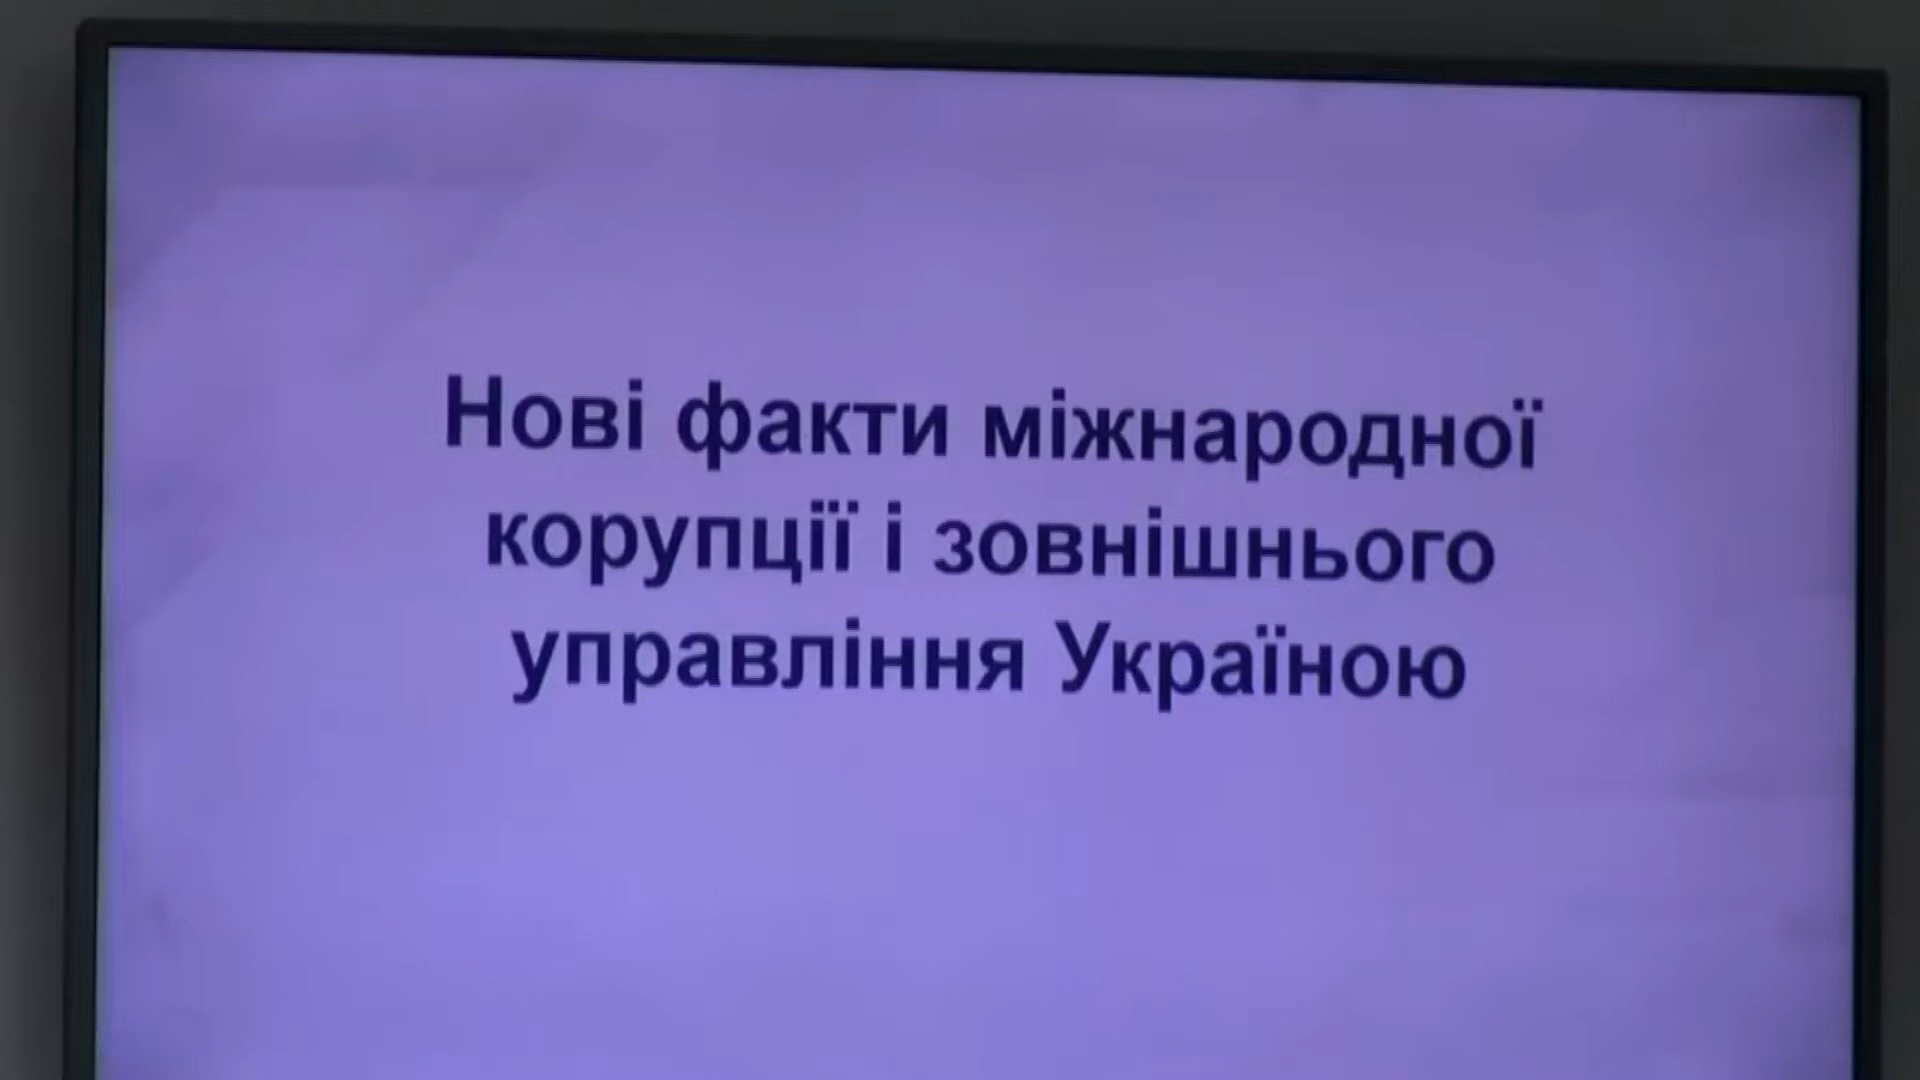 Нові факти міжнародної
корупції і зовнішнього
управління Україною